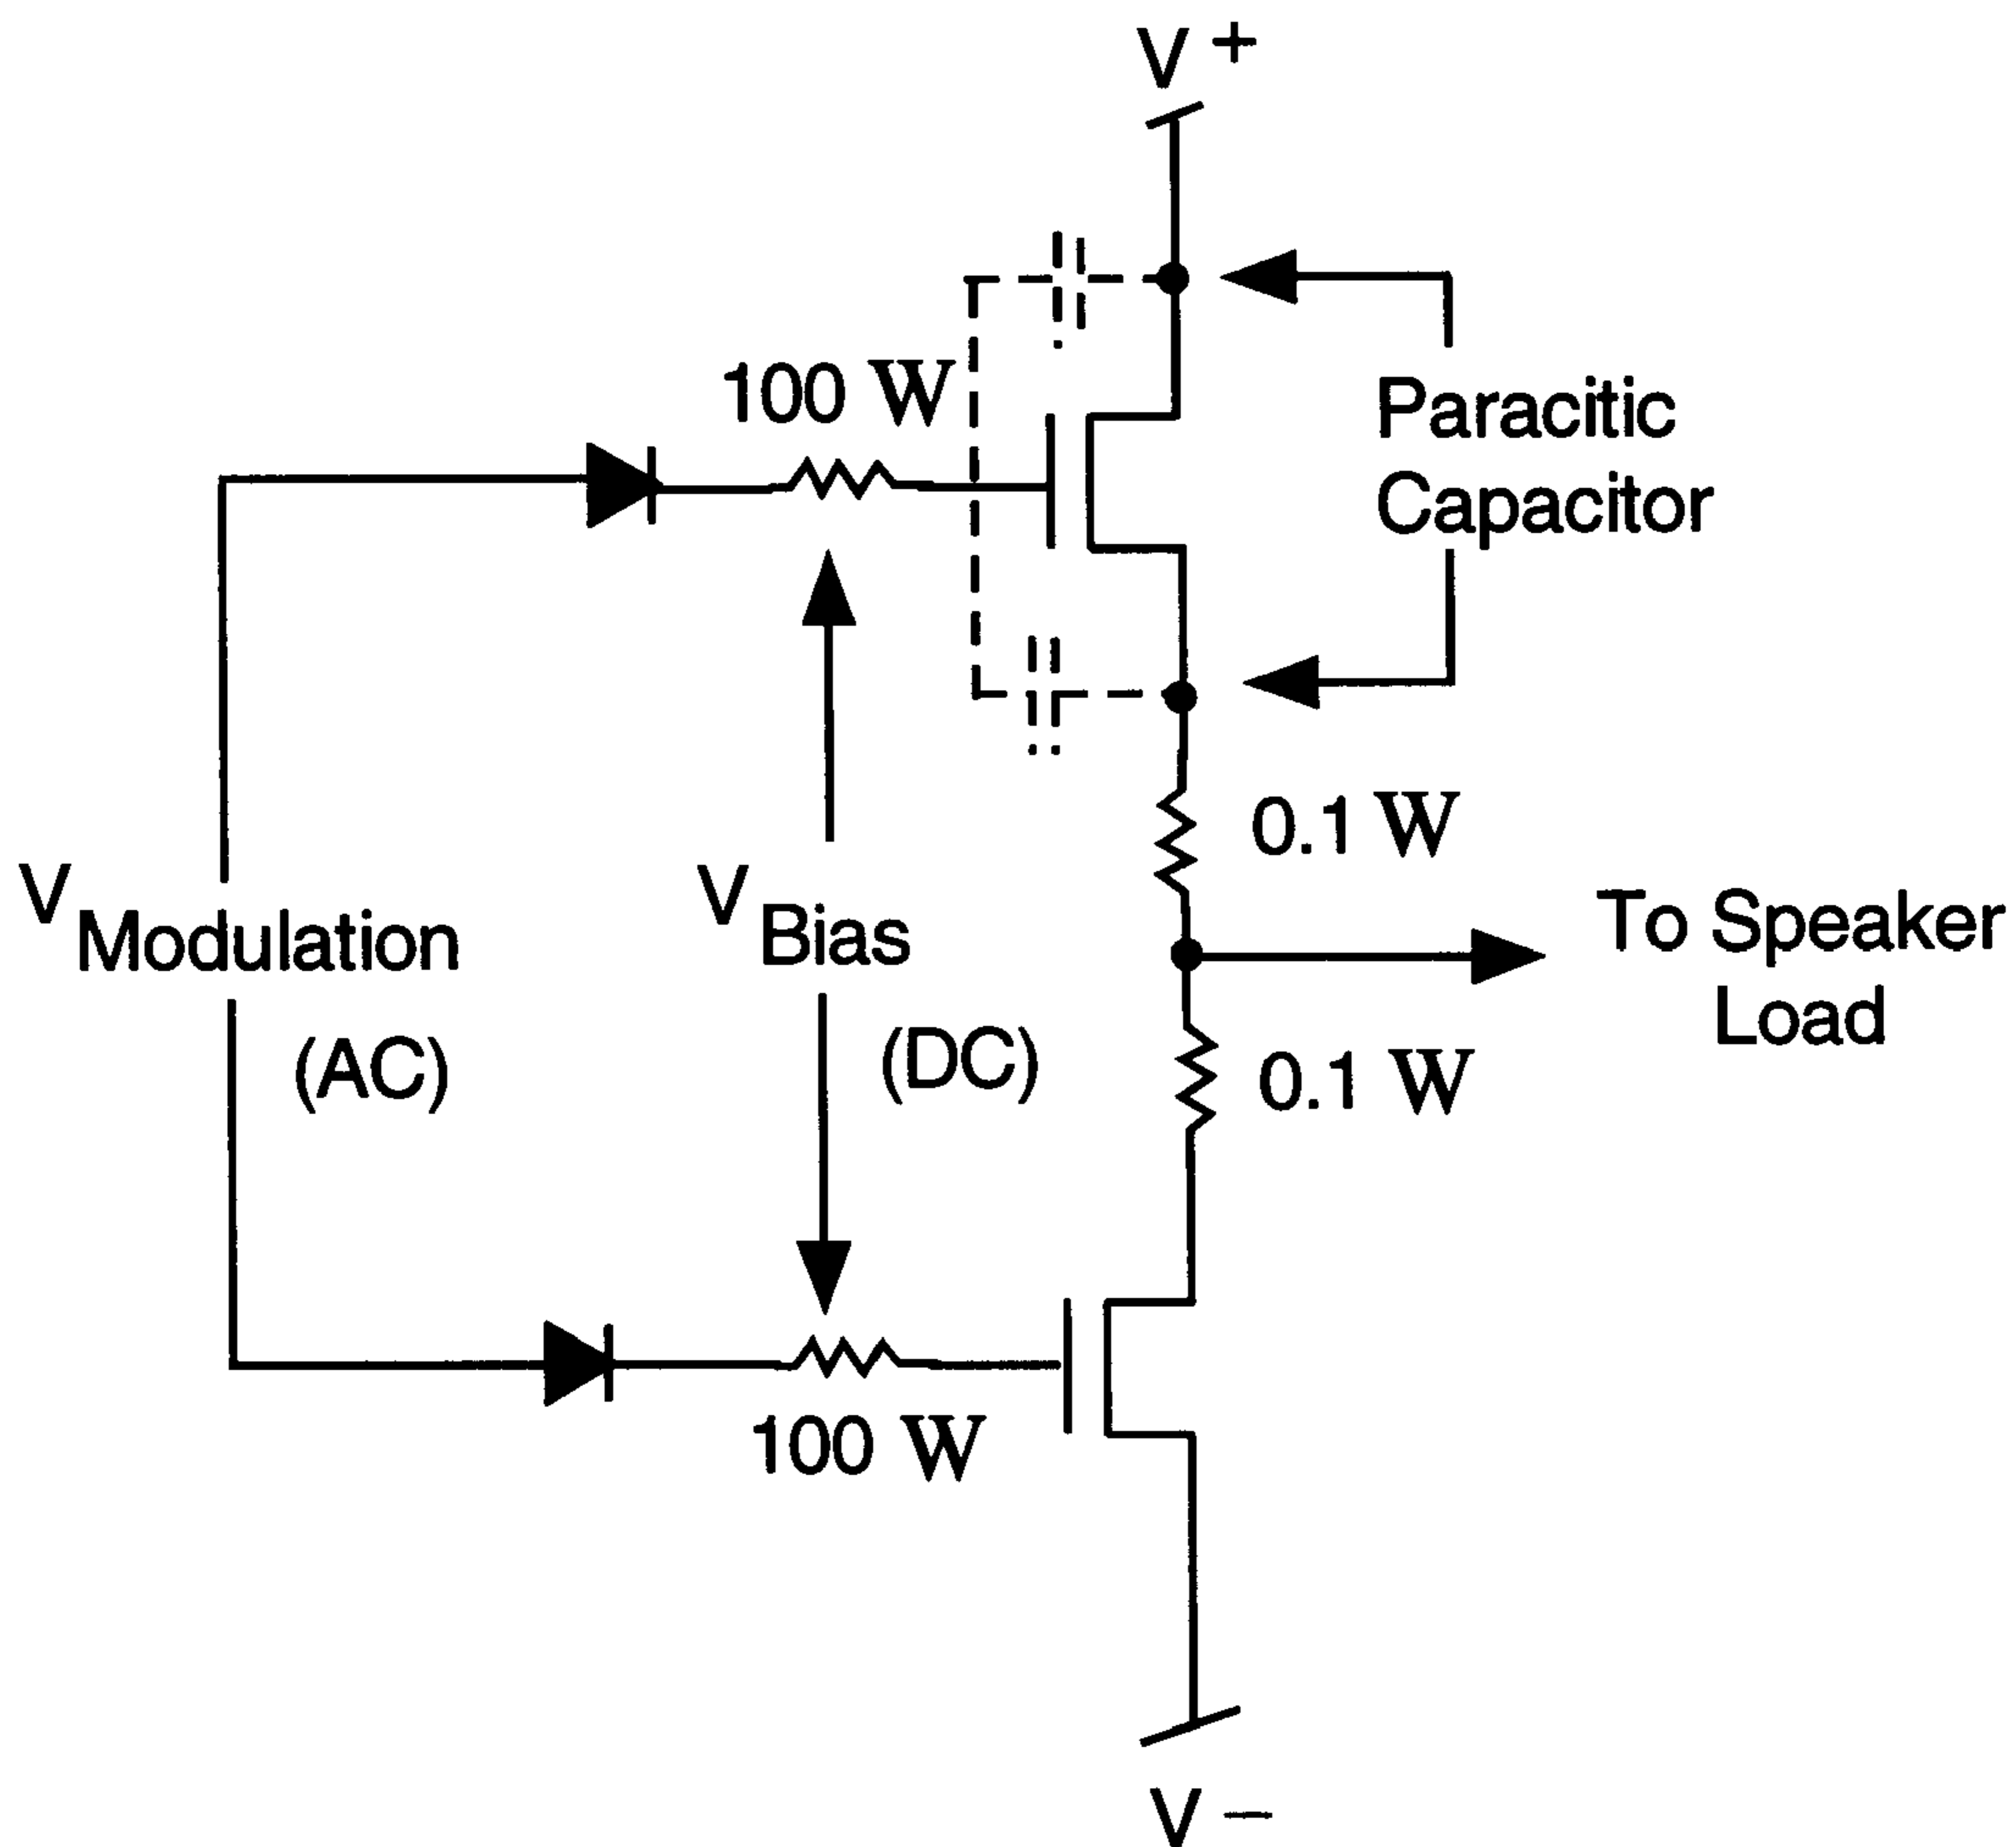 V+
100 W
Paracitic
Capacitor
0.1 W
V Modulation
(AC)
V Bias
(DC)
To Speaker
Load
0.1 W
100 W
V−